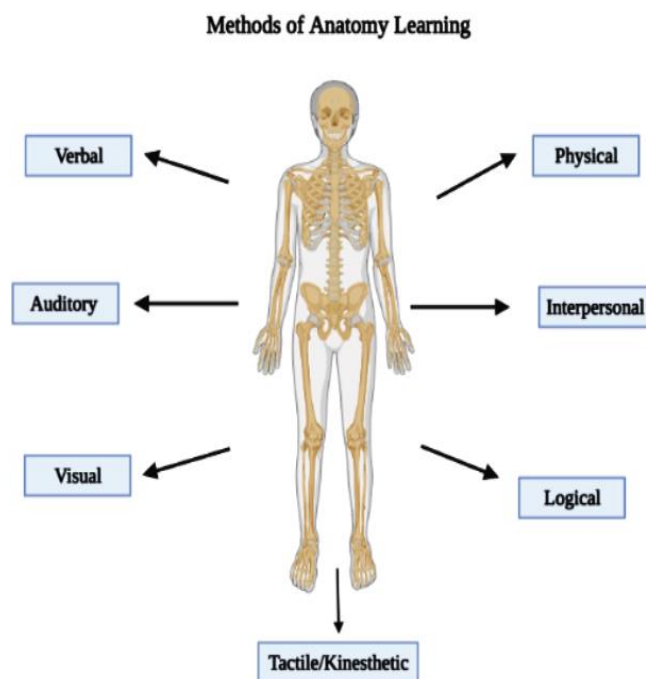 Methods of Anatomy Learning
Verbal
Physical
Auditory
Interpersonal
Visual
Logical
Tactile/Kinesthetic